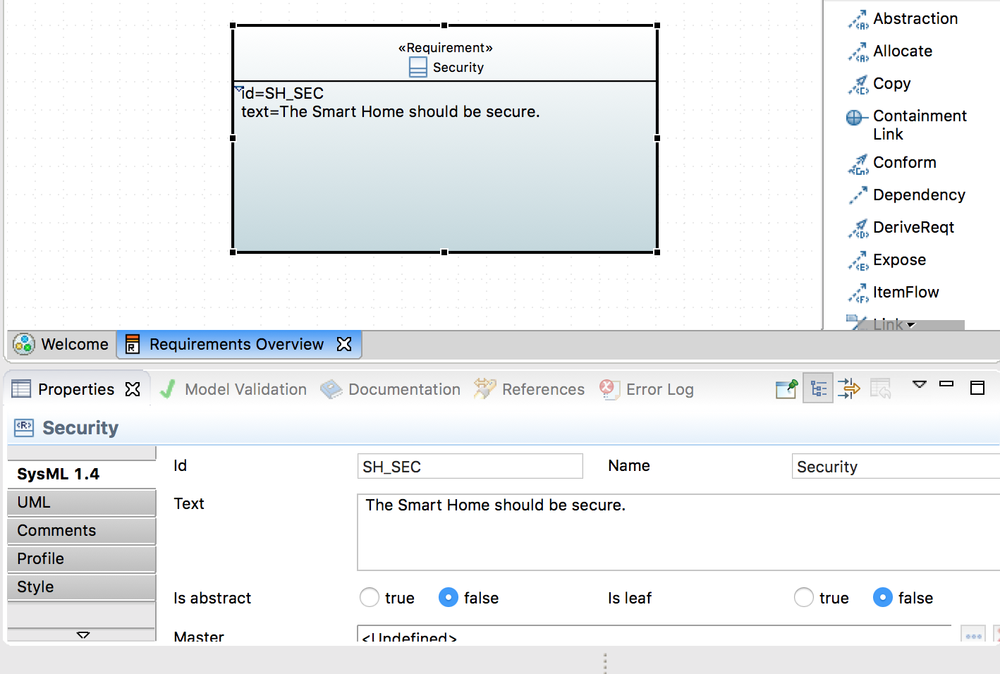 «Requirement»
Security
id=SH_SEC
text=The Smart Home should be secure.
Abstraction
Allocate
Copy
Containment
Link
Conform
Dependency
DeriveReqt
Expose
ItemFlow
Link
Welcome
Requirements Overview
Properties
Model Validation
Documentation
References
Error Log
Security
SysML 1.4
UML
Comments
Profile
Style
Id
SH_SEC
Name
Security
Text
The Smart Home should be secure.
Is abstract
true
false
Is leaf
true
false
Master
<Undefined>